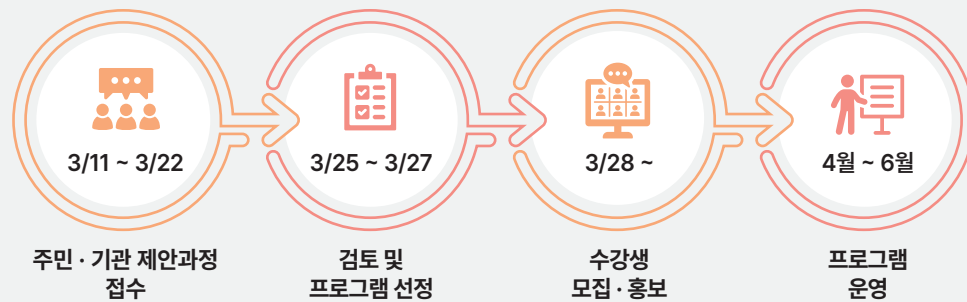 3/11 ~ 3/22
주민 · 기관 제안과정
접수
3/25 ~ 3/27
검토 및
프로그램 선정
3/28 ~
수강생
모집 · 홍보
4월 ~ 6월
프로그램
운영